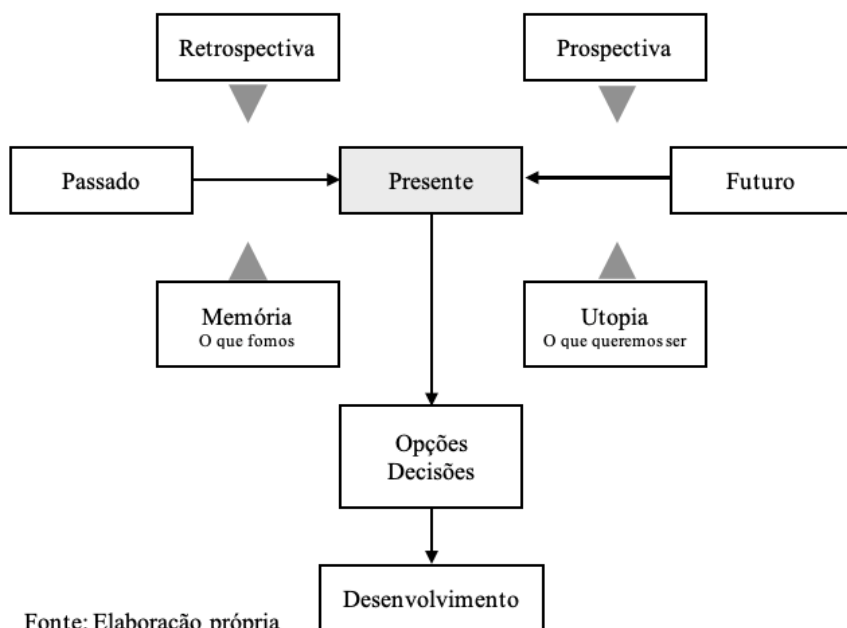 Retrospectiva
Prospectiva
Passado
Presente
Futuro
Memória
O que fomos
Utopia
O que queremos ser
Opções
Decisões
Desenvolvimento
Fonte: Elaboração própria